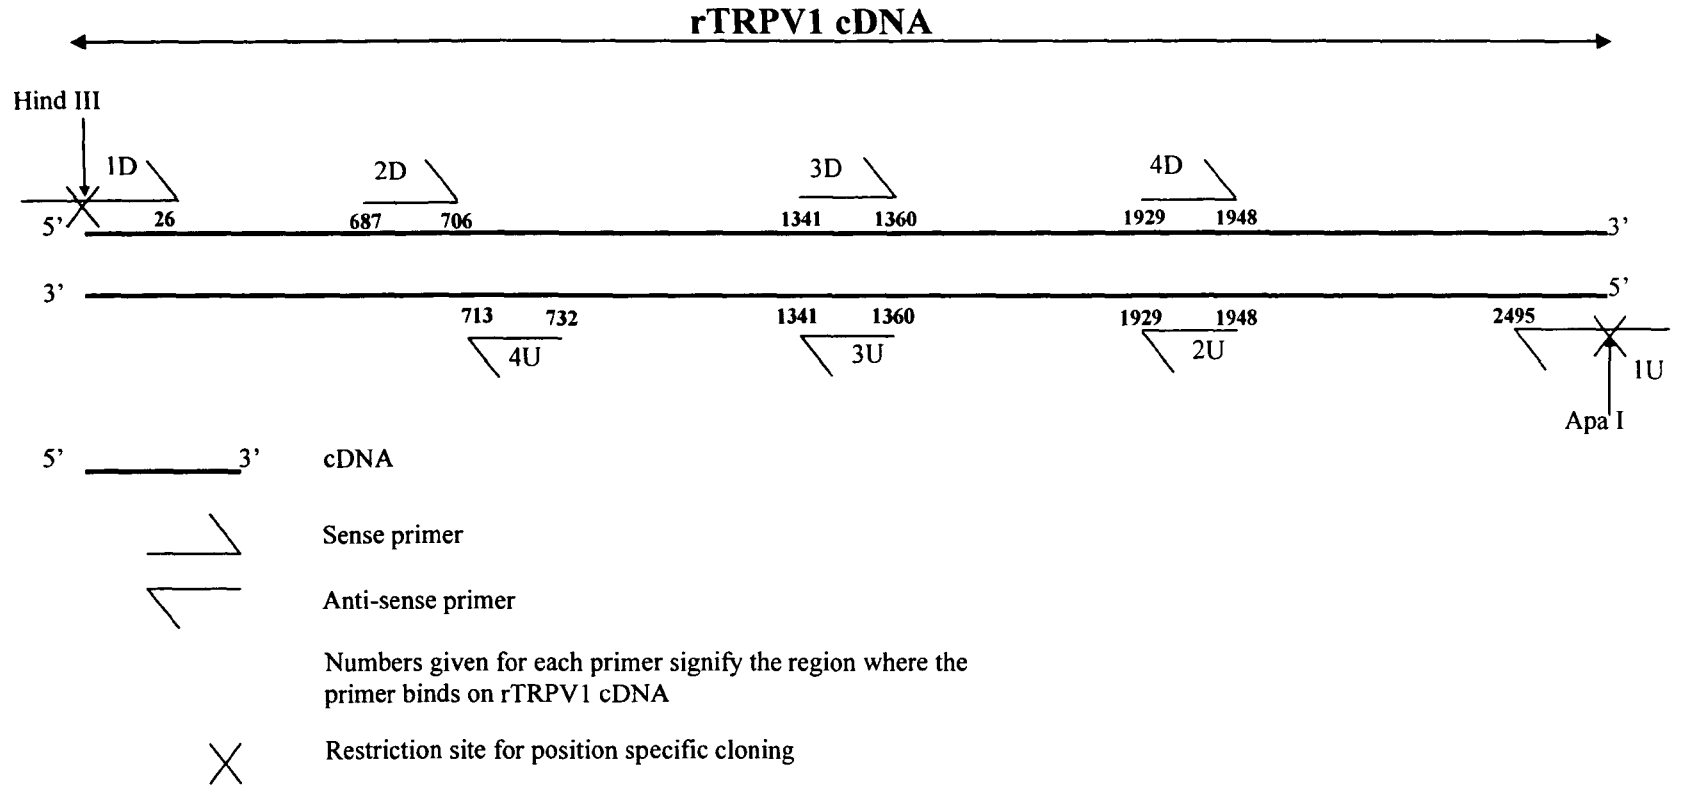 rTRPV1 cDNA
Hind III
1D
2D
3D
4D
26
687
706
1341
1360
1929
1948
5’
3’
3’
5’
713
732
1341
1360
1929
1948
2495
4U
3U
2U
1U
Apa I
5’
3’
cDNA
Sense primer
Anti-sense primer
Numbers given for each primer signify the region where the
primer binds on rTRPV1 cDNA
Restriction site for position specific cloning